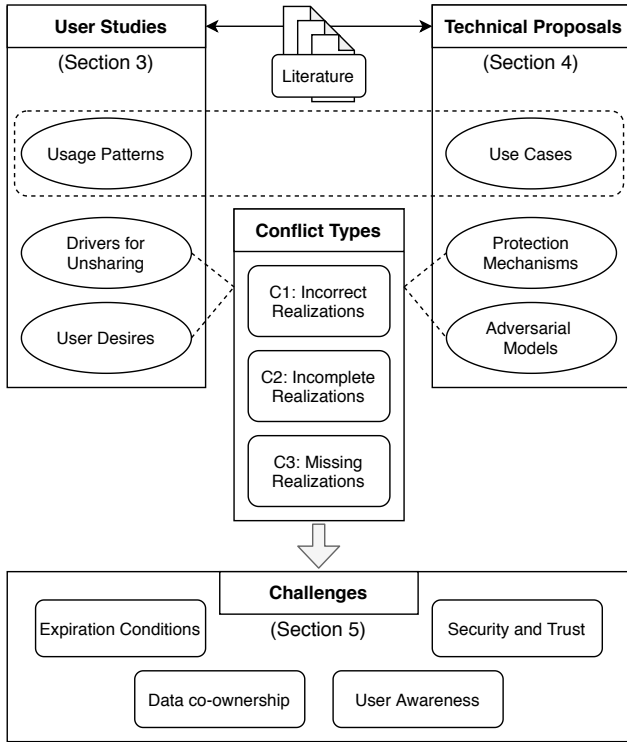 User Studies
(Section 3)
Literature
Technical Proposals
(Section 4)
Usage Patterns
Use Cases
Drivers for
Unsharing
User Desires
Conflict Types
C1: Incorrect
Realizations
C2: Incomplete
Realizations
C3: Missing
Realizations
Protection
Mechanisms
Adversarial
Models
Challenges
(Section 5)
Expiration Conditions
Security and Trust
Data co-ownership
User Awareness